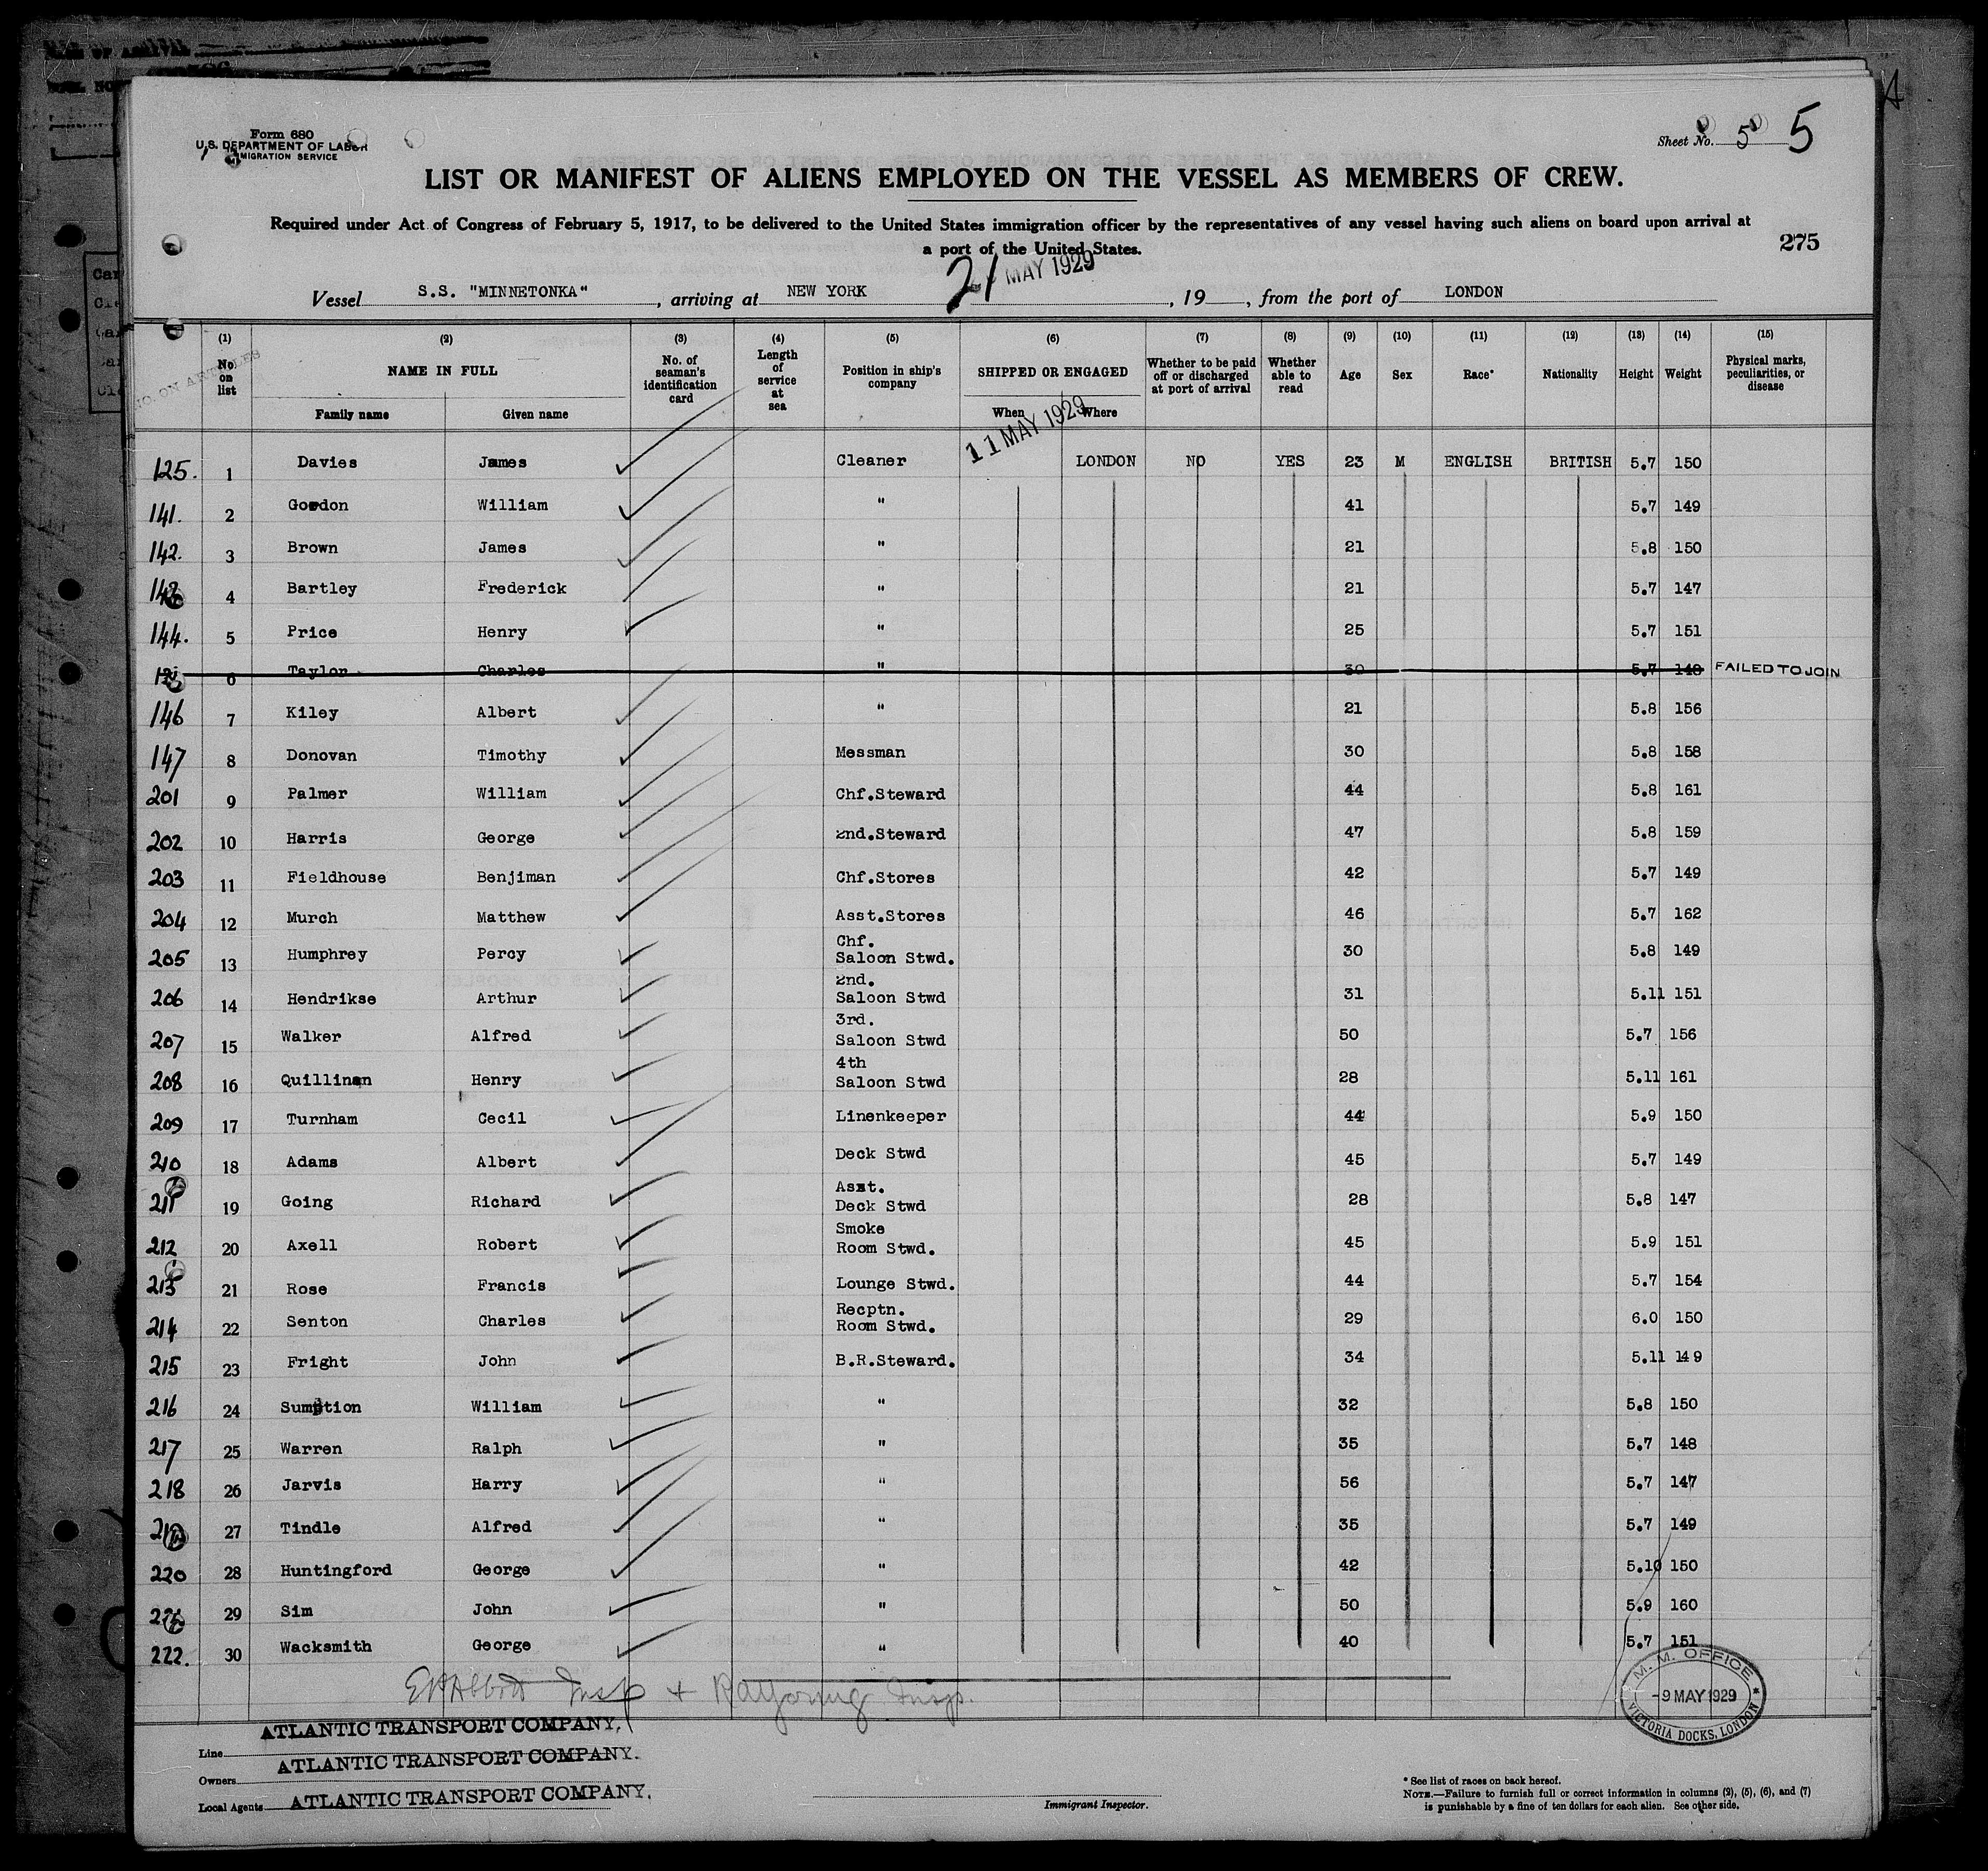 Form 680
U.S. DEPARTMENT OF LABOR
IMMIGRATION SERVICE
Sheet No. 5 5
LIST OR MANIFEST OF ALIENS EMPLOYED ON THE VESSEL AS MEMBERS OF CREW.
Required under Act of Congress of February 5, 1917, to be delivered to the United States immigration officer by the representatives of any vessel having such aliens on board upon arrival at
a port of the United States.
275
Vessel S.S. "MINNETONKA", arriving at NEW YORK 21 MAY 1929, 19 , from the port of LONDON
NO. ON ARTICLES
(1) (2) (3) (4) (5) (6) (7) (8) (9) (10) (11) (12) (13) (14) (15)
No. on list NAME IN FULL No. of seaman's identification card Length of service at sea Position in ship's company SHIPPED OR ENGAGED Whether to be paid off or discharged at port of arrival Whether able to read Age Sex Race* Nationality Height Weight Physical marks, peculiarities, or disease
Family name Given name When Where
11 MAY 1929
125. 1 Davies James Cleaner LONDON NO YES 23 M ENGLISH BRITISH 5.7 150
141. 2 Gordon William " 41 5.7 149
142. 3 Brown James " 21 5.8 150
143 4 Bartley Frederick " 21 5.7 147
144. 5 Price Henry " 25 5.7 151
6 Taylor Charles " 30 5.7 148 FAILED TO JOIN
146 7 Kiley Albert " 21 5.8 156
147 8 Donovan Timothy Messman 30 5.8 158
201 9 Palmer William Chf.Steward 44 5.8 161
202 10 Harris George 2nd.Steward 47 5.8 159
203 11 Fieldhouse Benjiman Chf.Stores 42 5.7 149
204 12 Murch Matthew Asst.Stores 46 5.7 162
205 13 Humphrey Percy Chf. Saloon Stwd. 30 5.8 149
206 14 Hendrikse Arthur 2nd. Saloon Stwd 31 5.11 151
207 15 Walker Alfred 3rd. Saloon Stwd 50 5.7 156
208 16 Quillinan Henry 4th Saloon Stwd 28 5.11 161
209 17 Turnham Cecil Linenkeeper 44 5.9 150
210 18 Adams Albert Deck Stwd 45 5.7 149
211 19 Going Richard Asst. Deck Stwd 28 5.8 147
212 20 Axell Robert Smoke Room Stwd. 45 5.9 151
213 21 Rose Francis Lounge Stwd. 44 5.7 154
214 22 Senton Charles Recptn. Room Stwd. 29 6.0 150
215 23 Fright John B.R.Steward. 34 5.11 149
216 24 Sumption William " 32 5.8 150
217 25 Warren Ralph " 35 5.7 148
218 26 Jarvis Harry " 56 5.7 147
219 27 Tindle Alfred " 35 5.7 149
220 28 Huntingford George " 42 5.10 150
29 Sim John " 50 5.9 160
222. 30 Wacksmith George " 40 5.7 151
Insp + Insp.
M.M. OFFICE
-9 MAY 1929
VICTORIA DOCKS, LONDON
Line ATLANTIC TRANSPORT COMPANY.
Owners ATLANTIC TRANSPORT COMPANY.
Local Agents ATLANTIC TRANSPORT COMPANY.
Immigrant Inspector.
* See list of races on back hereof.
NOTE.—Failure to furnish full or correct information in columns (2), (5), (6), and (7)
is punishable by a fine of ten dollars for each alien. See other side.